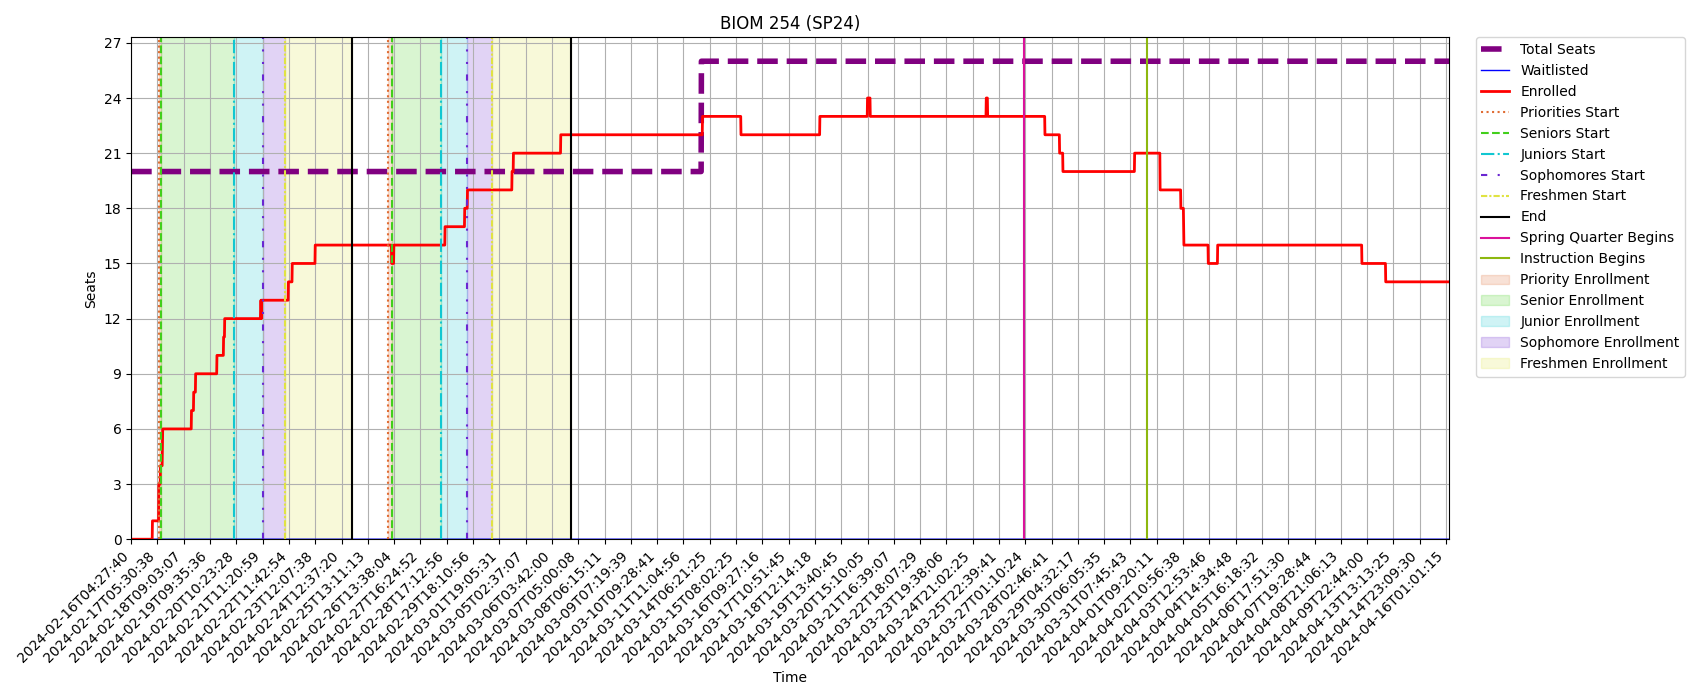 BIOM 254 (SP24)
27
24
21
18
15
12
9
6
3
0
Seats
2024-02-16T04:27:40
2024-02-17T05:30:38
2024-02-18T09:03:07
2024-02-19T09:35:36
2024-02-20T10:23:28
2024-02-21T11:20:59
2024-02-22T11:42:54
2024-02-23T12:07:38
2024-02-24T12:37:20
2024-02-25T13:11:13
2024-02-26T13:38:04
2024-02-27T16:24:52
2024-02-28T17:12:56
2024-02-29T18:10:56
2024-03-01T19:05:31
2024-03-05T02:37:07
2024-03-06T03:42:00
2024-03-07T05:00:08
2024-03-08T06:15:11
2024-03-09T07:19:39
2024-03-10T09:28:41
2024-03-11T11:04:56
2024-03-14T06:21:25
2024-03-15T08:02:25
2024-03-16T09:27:16
2024-03-17T10:51:45
2024-03-18T12:14:18
2024-03-19T13:40:45
2024-03-20T15:10:05
2024-03-21T16:39:07
2024-03-22T18:07:29
2024-03-23T19:38:06
2024-03-24T21:02:25
2024-03-25T22:39:41
2024-03-27T01:10:24
2024-03-28T02:46:41
2024-03-29T04:32:17
2024-03-30T06:05:35
2024-03-31T07:45:43
2024-04-01T09:20:11
2024-04-02T10:56:38
2024-04-03T12:53:46
2024-04-04T14:34:48
2024-04-05T16:18:32
2024-04-06T17:51:30
2024-04-07T19:28:44
2024-04-08T21:06:13
2024-04-09T22:44:00
2024-04-13T13:13:25
2024-04-14T23:09:30
2024-04-16T01:01:15
Time
Total Seats
Waitlisted
Enrolled
Priorities Start
Seniors Start
Juniors Start
Sophomores Start
Freshmen Start
End
Spring Quarter Begins
Instruction Begins
Priority Enrollment
Senior Enrollment
Junior Enrollment
Sophomore Enrollment
Freshmen Enrollment